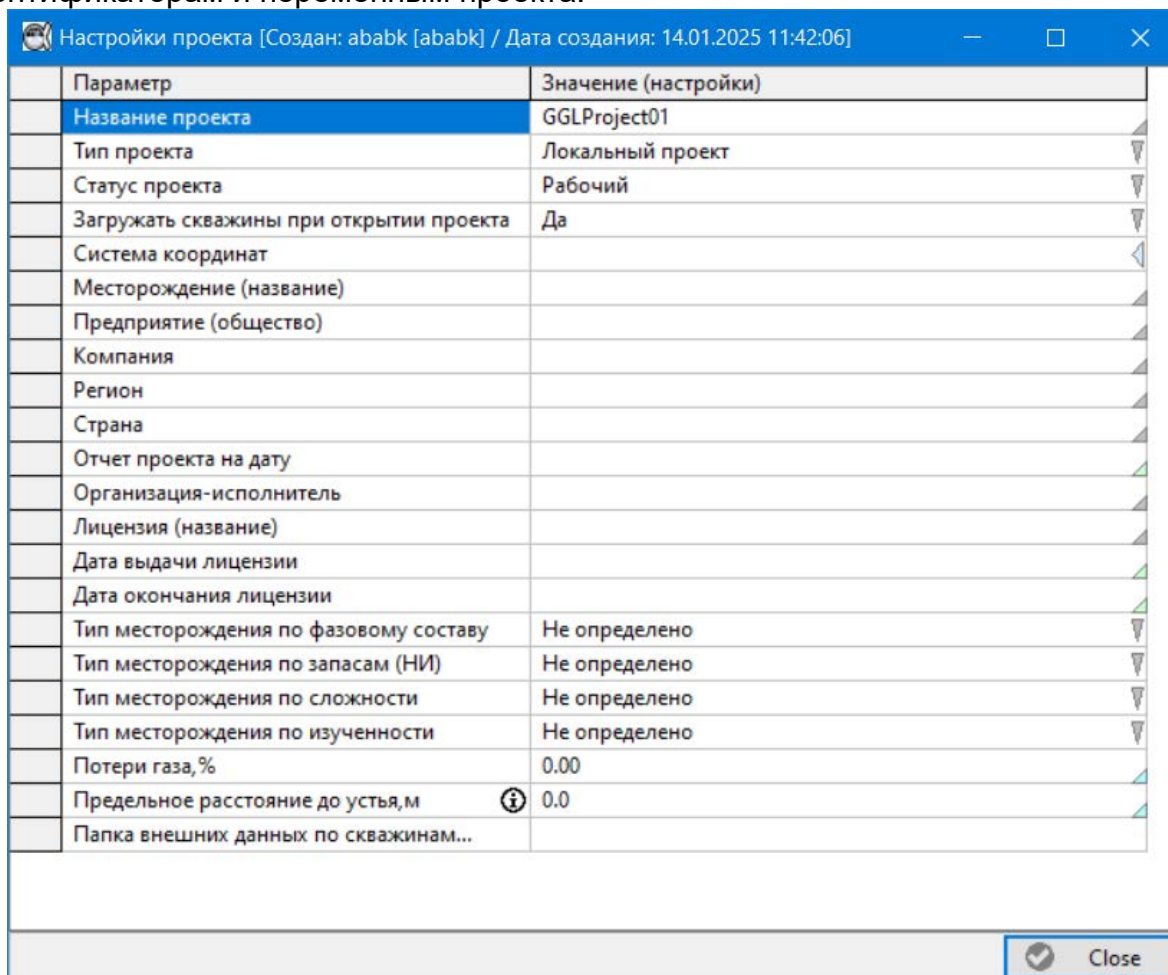 ентификаторам и переменным проекта.
Настройки проекта [Создан: ababk [ababk] / Дата создания: 14.01.2025 11:42:06]
Параметр Значение (настройки)
Название проекта GGLProject01
Тип проекта Локальный проект
Статус проекта Рабочий
Загружать скважины при открытии проекта Да
Система координат
Месторождение (название)
Предприятие (общество)
Компания
Регион
Страна
Отчет проекта на дату
Организация-исполнитель
Лицензия (название)
Дата выдачи лицензии
Дата окончания лицензии
Тип месторождения по фазовому составу Не определено
Тип месторождения по запасам (НИ) Не определено
Тип месторождения по сложности Не определено
Тип месторождения по изученности Не определено
Потери газа,% 0.00
Предельное расстояние до устья,м 0.0
Папка внешних данных по скважинам...
Close